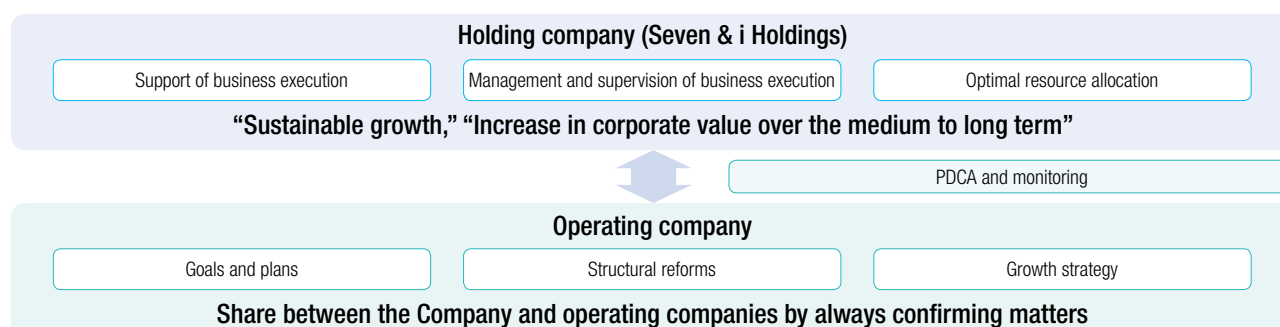 Holding company (Seven & i Holdings)
Support of business execution
Management and supervision of business execution
Optimal resource allocation
“Sustainable growth,” “Increase in corporate value over the medium to long term”
PDCA and monitoring
Operating company
Goals and plans
Structural reforms
Growth strategy
Share between the Company and operating companies by always confirming matters